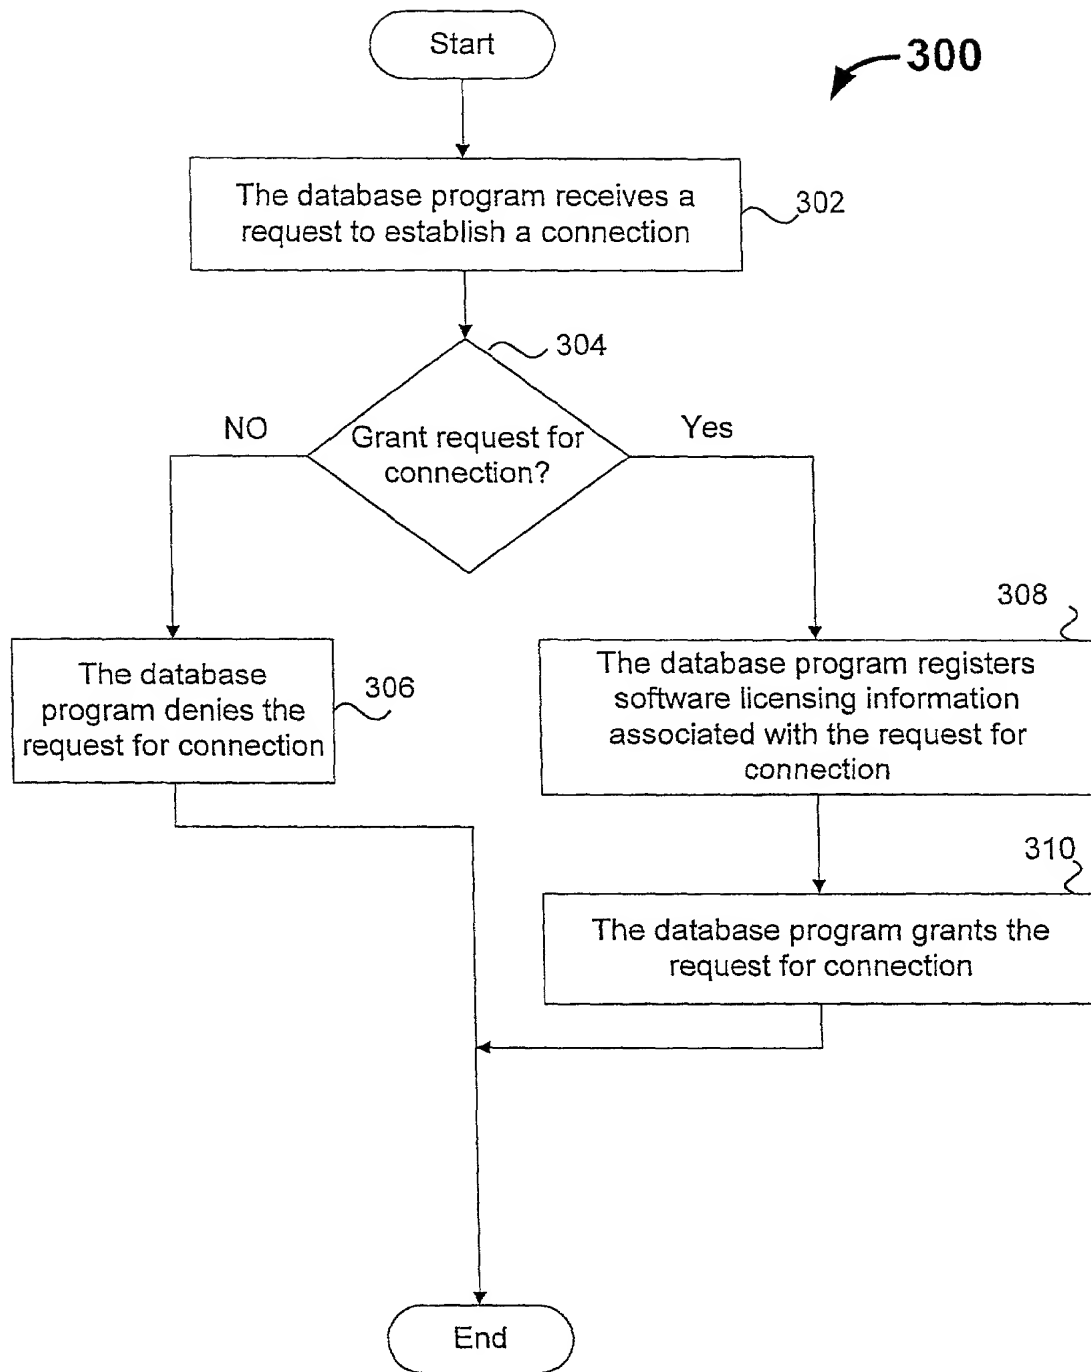 Start
300
The database program receives a
request to establish a connection
302
304
Grant request for
connection?
NO
Yes
The database
program denies the
request for connection
306
308
The database program registers
software licensing information
associated with the request for
connection
310
The database program grants the
request for connection
End